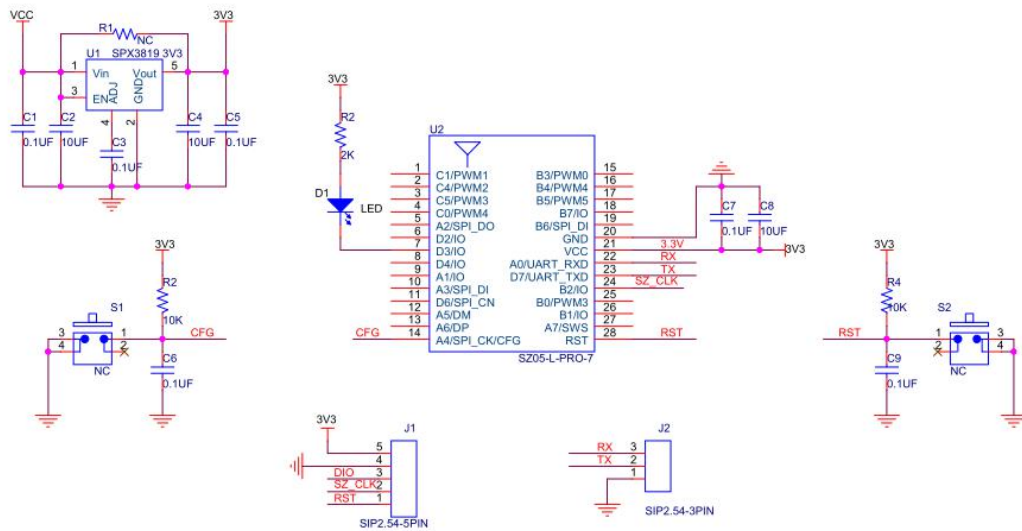 VCC
R1
NC
3V3
U1 SPX3819 3V3
1 Vin Vout 5
3 EN ADJ GND
4 2
C1 0.1UF
C2 10UF
C3 0.1UF
C4 10UF
C5 0.1UF
3V3
R2
2K
D1
LED
U2
1 C1/PWM1 B3/PWM0 15
2 C4/PWM2 B4/PWM4 16
3 C5/PWM3 B5/PWM5 17
4 C0/PWM4 B7/IO 18
5 A2/SPI_DO B6/SPI_DI 19
6 D2/IO GND 20
7 D3/IO VCC 21 3.3V
8 D4/IO A0/UART_RXD 22 RX
9 A1/IO D7/UART_TXD 23 TX
10 A3/SPI_DI B2/IO 24 SZ_CLK
11 D6/SPI_CN B0/PWM3 25
12 A5/DM B1/IO 26
13 A6/DP A7/SWS 27
CFG 14 A4/SPI_CK/CFG RST 28 RST
SZ05-L-PRO-7
C7 0.1UF
C8 10UF
3V3
3V3
R2
10K
S1
3 1 CFG
4 2
NC
C6
0.1UF
3V3
R4
10K
S2
RST 1 3
2 4
NC
C9
0.1UF
3V3
J1
5
4
DIO 3
SZ_CLK 2
RST 1
SIP2.54-5PIN
J2
RX 3
TX 2
1
SIP2.54-3PIN